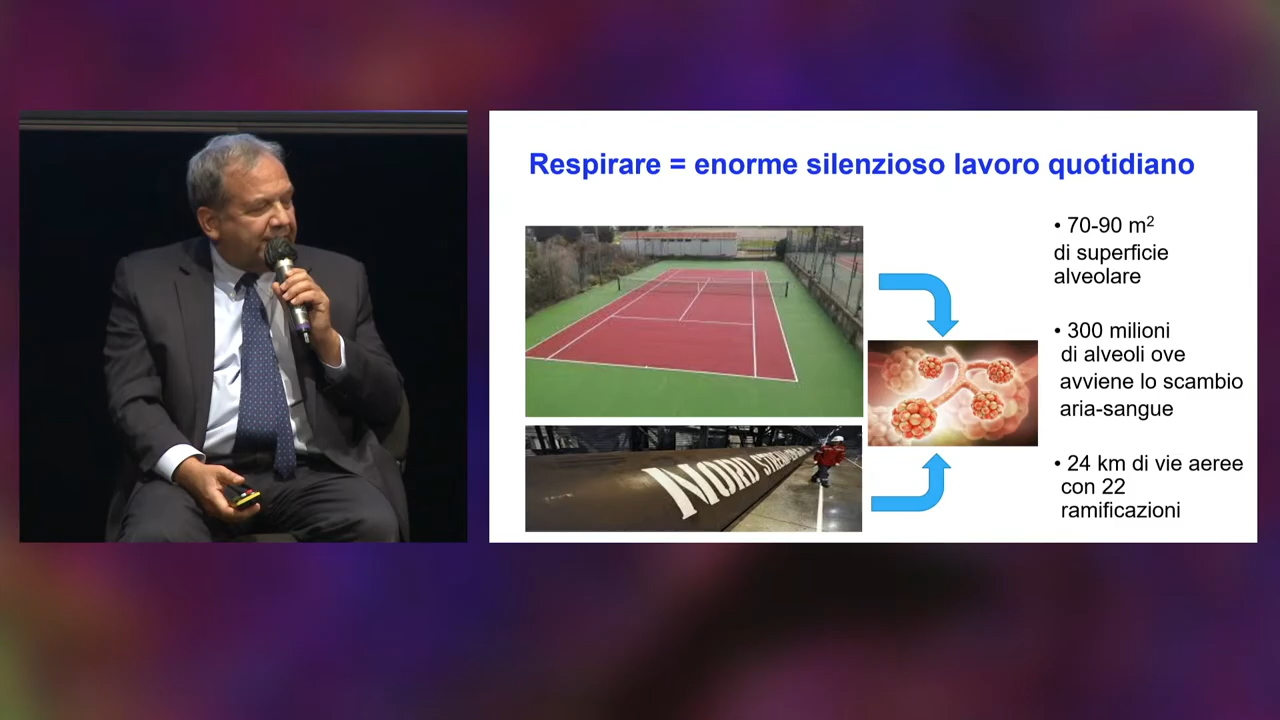 Respirare = enorme silenzioso lavoro quotidiano
• 70-90 m²
di superficie
alveolare
• 300 milioni
di alveoli ove
avviene lo scambio
aria-sangue
• 24 km di vie aeree
con 22
ramificazioni
NORD STREAM